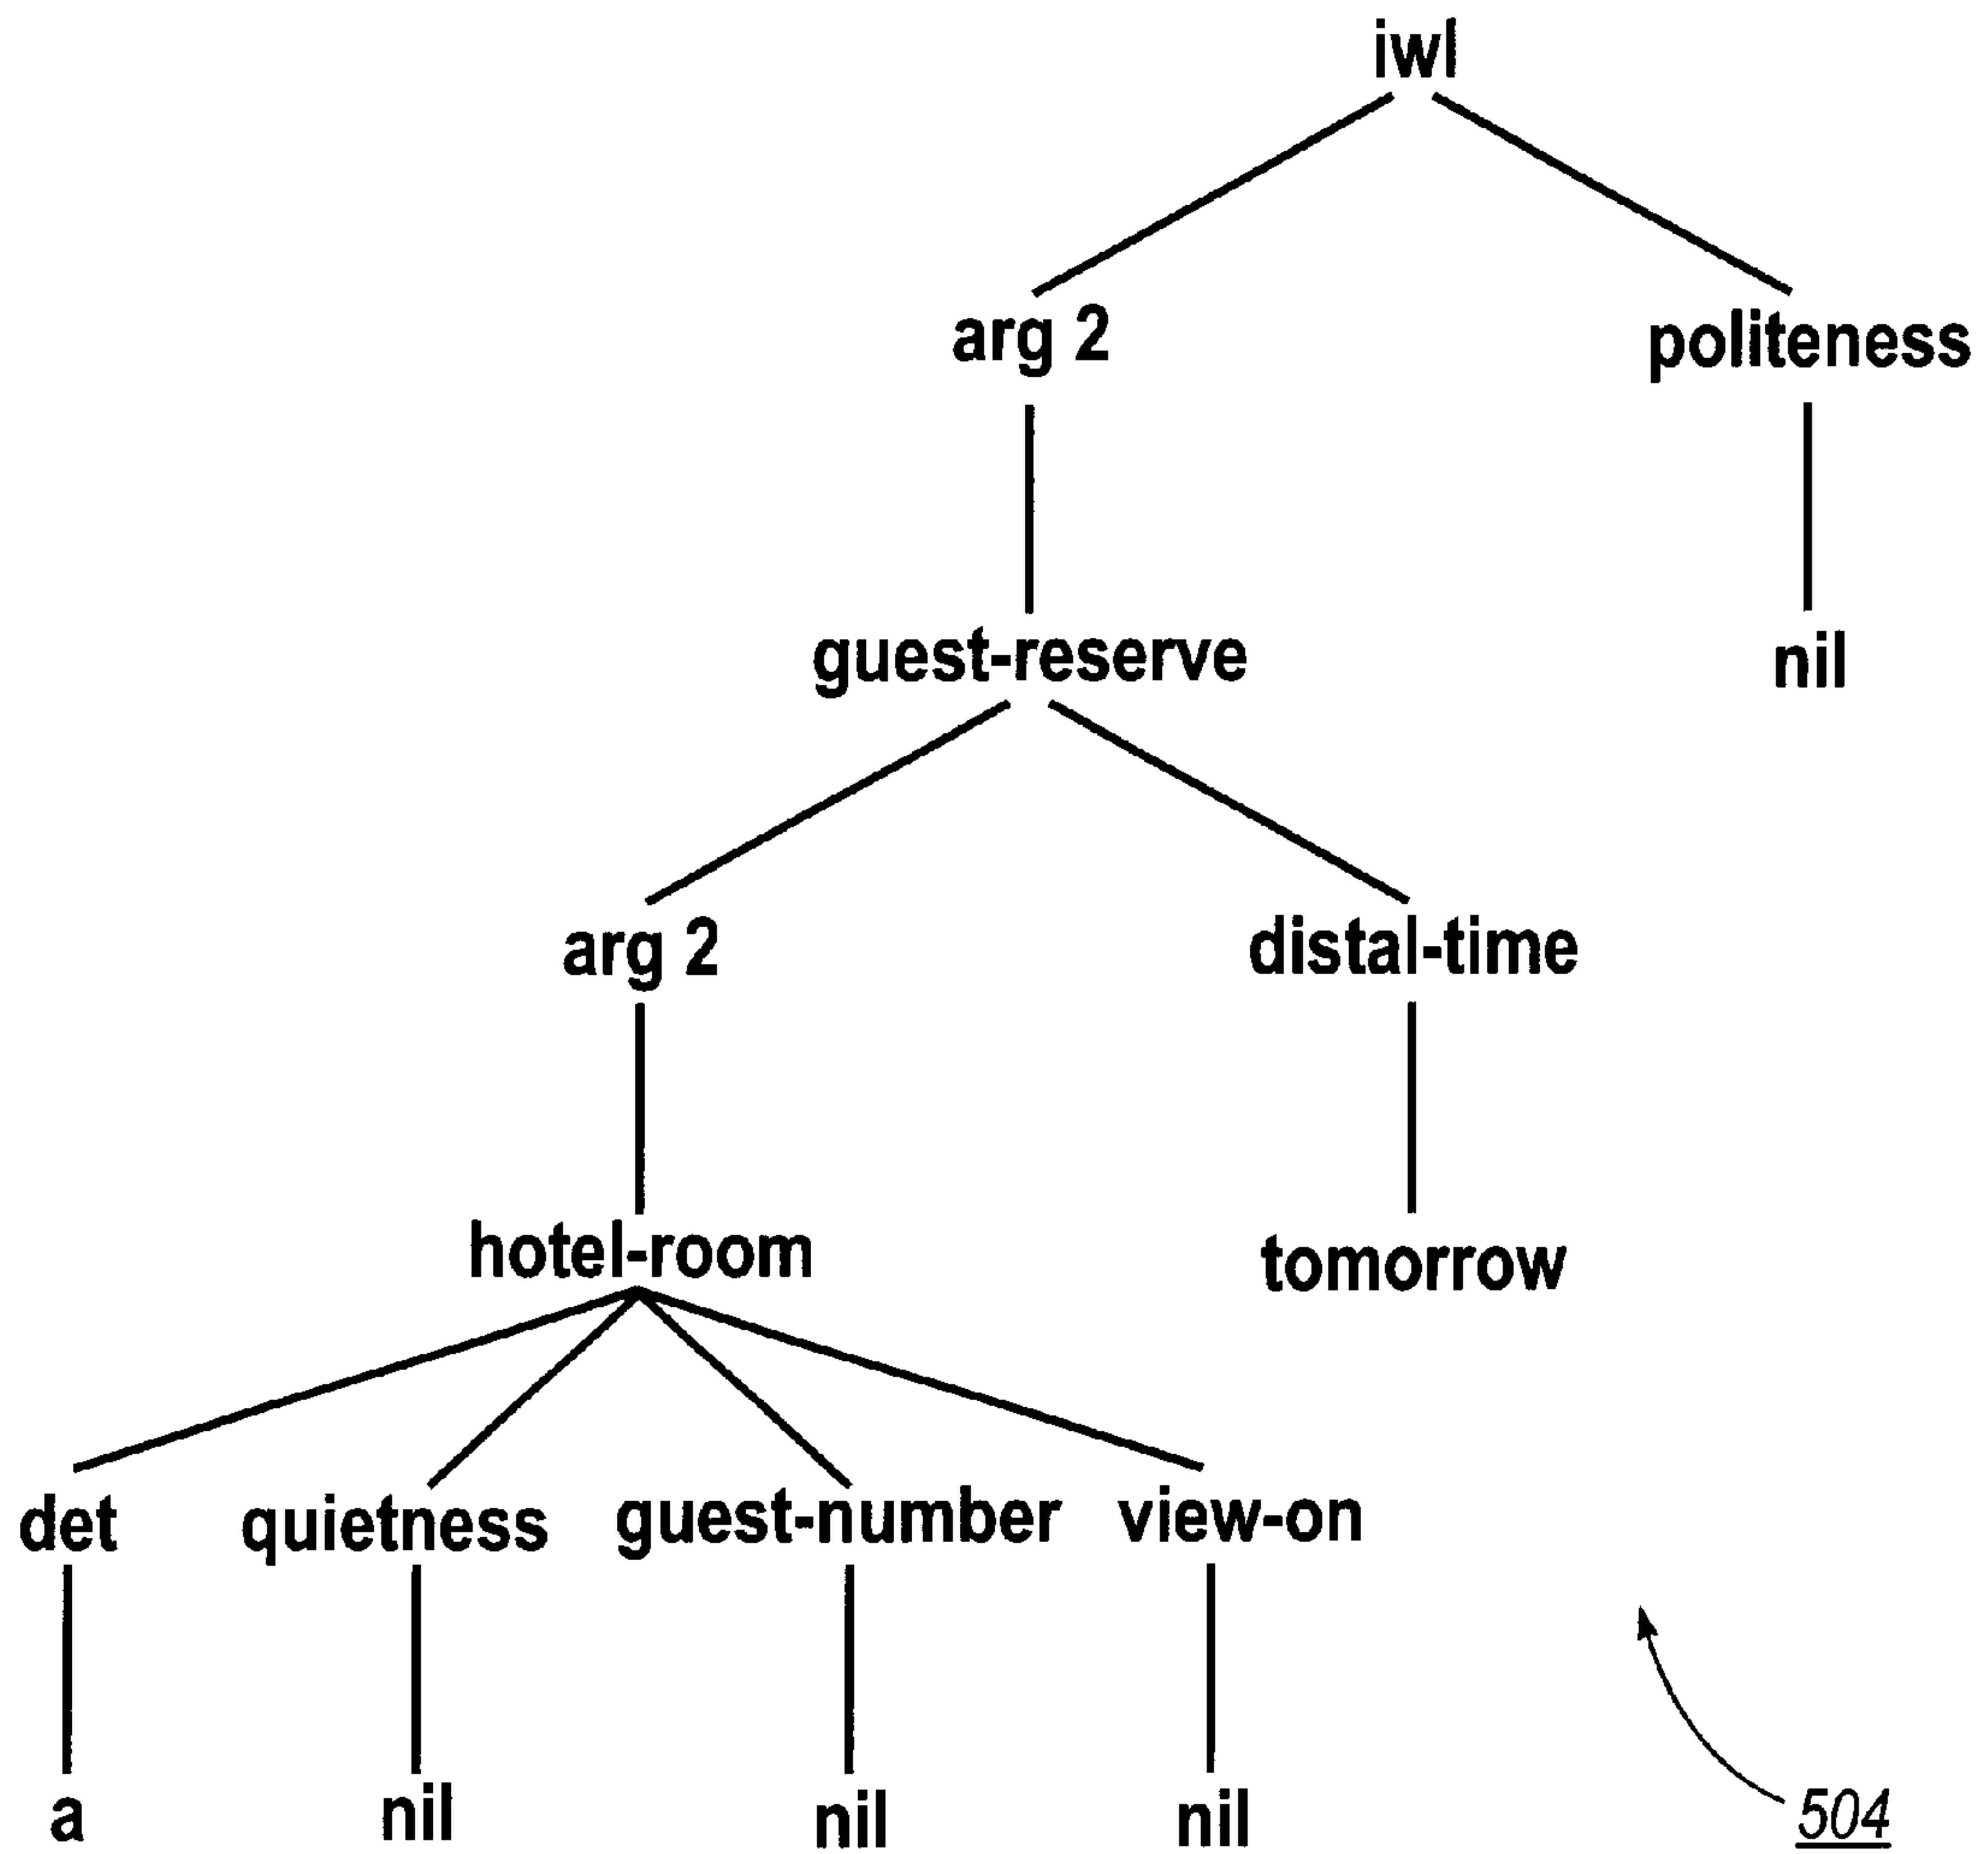 iwl
arg 2 politeness
guest-reserve nil
arg 2 distal-time
hotel-room tomorrow
det quietness guest-number view-on
a nil nil nil
504